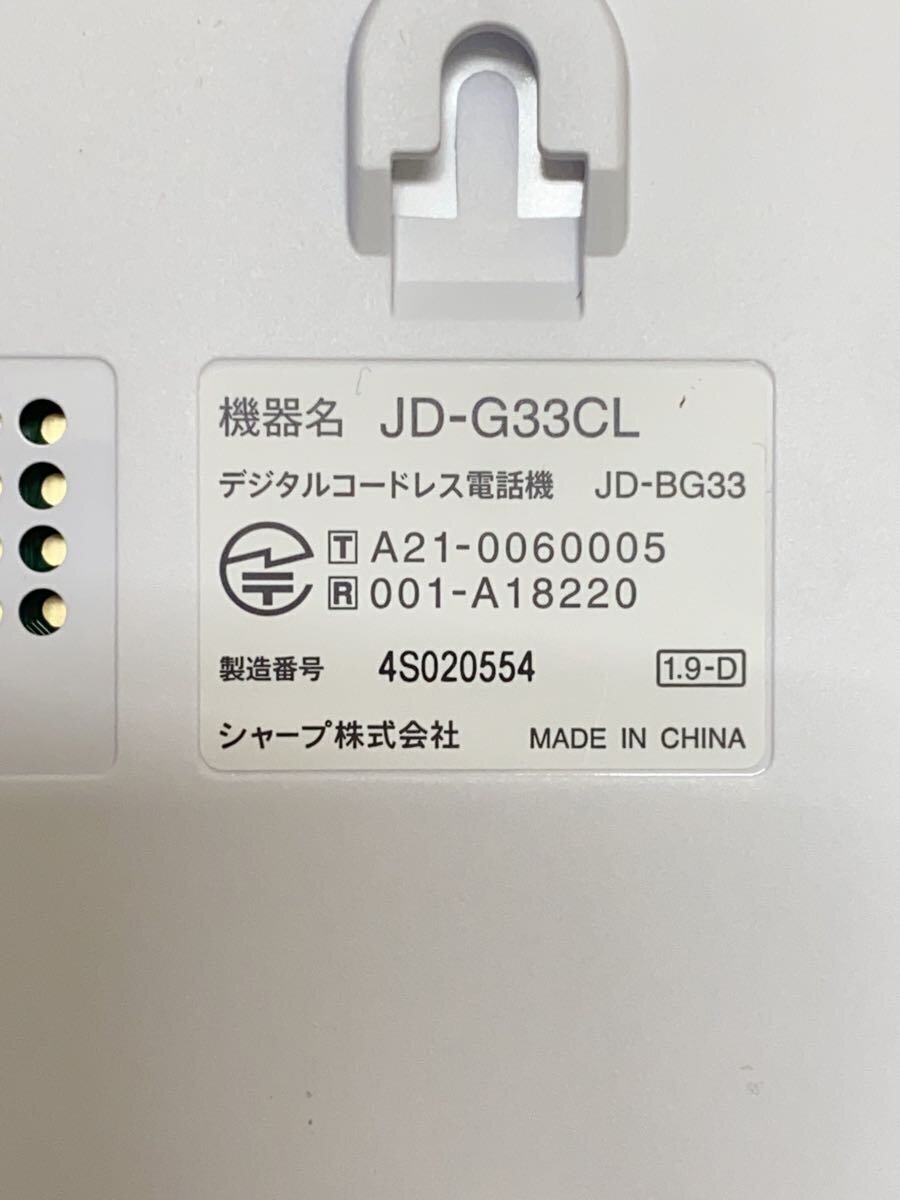 機器名 JD-G33CL
デジタルコードレス電話機 JD-BG33
T A21-0060005
R 001-A18220
製造番号 4S020554 1.9-D
シャープ株式会社 MADE IN CHINA